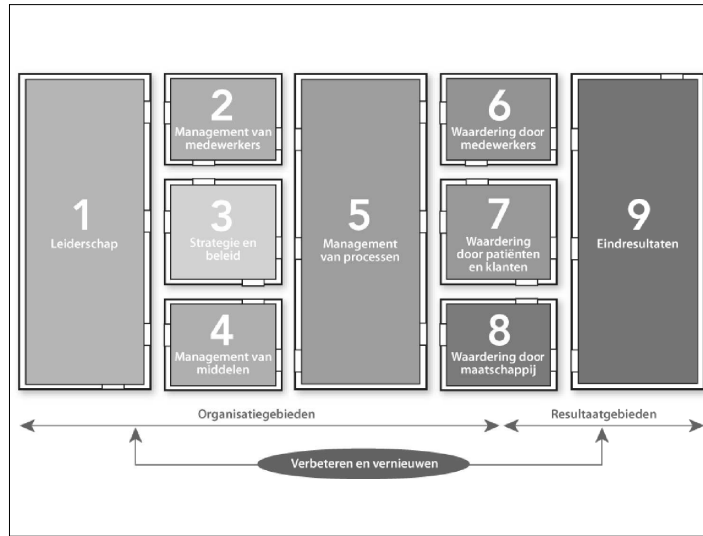 1
Leiderschap
2
Management van
medewerkers
3
Strategie en
beleid
4
Management van
middelen
5
Management
van processen
6
Waardering door
medewerkers
7
Waardering
door patiënten
en klanten
8
Waardering door
maatschappij
9
Eindresultaten
Organisatiegebieden
Resultaatgebieden
Verbeteren en vernieuwen